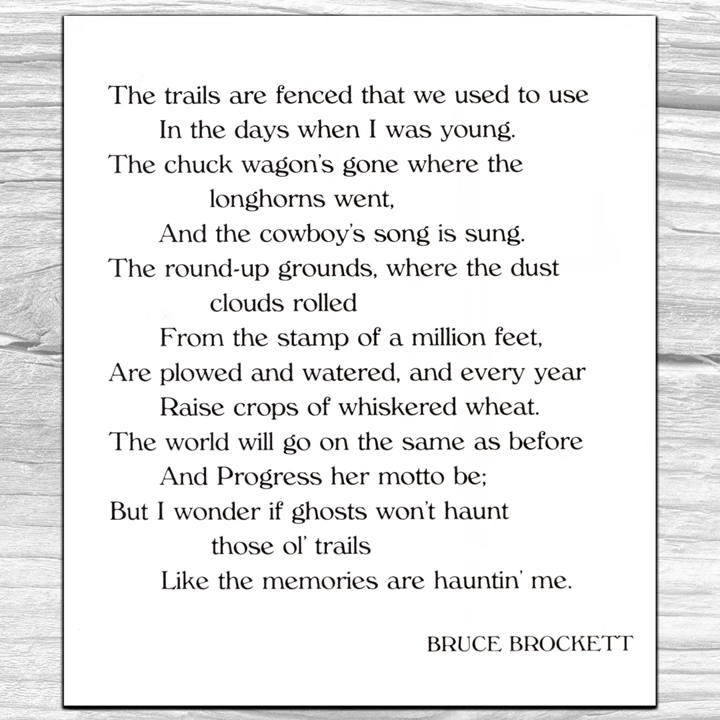 The trails are fenced that we used to use
In the days when I was young.
The chuck wagon's gone where the
longhorns went,
And the cowboy's song is sung.
The round-up grounds, where the dust
clouds rolled
From the stamp of a million feet,
Are plowed and watered, and every year
Raise crops of whiskered wheat.
The world will go on the same as before
And Progress her motto be;
But I wonder if ghosts won't haunt
those ol' trails
Like the memories are hauntin' me.
BRUCE BROCKETT